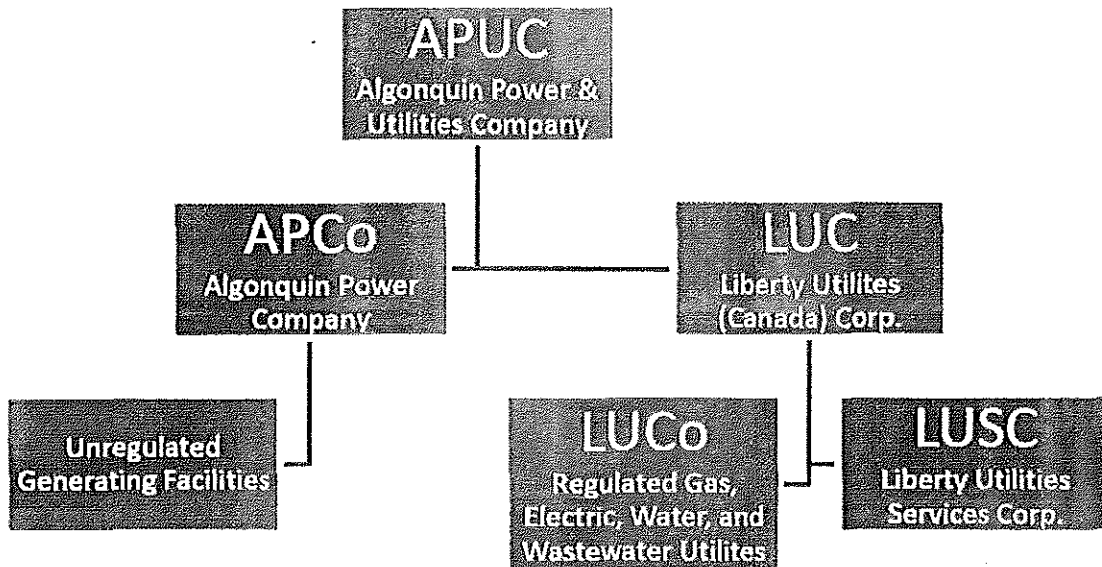 APUC
Algonquin Power &
Utilities Company
APCo
Algonquin Power
Company
LUC
Liberty Utilites
(Canada) Corp.
Unregulated
Generating Facilities
LUCo
Regulated Gas,
Electric, Water, and
Wastewater Utilites
LUSC
Liberty Utilities
Services Corp.